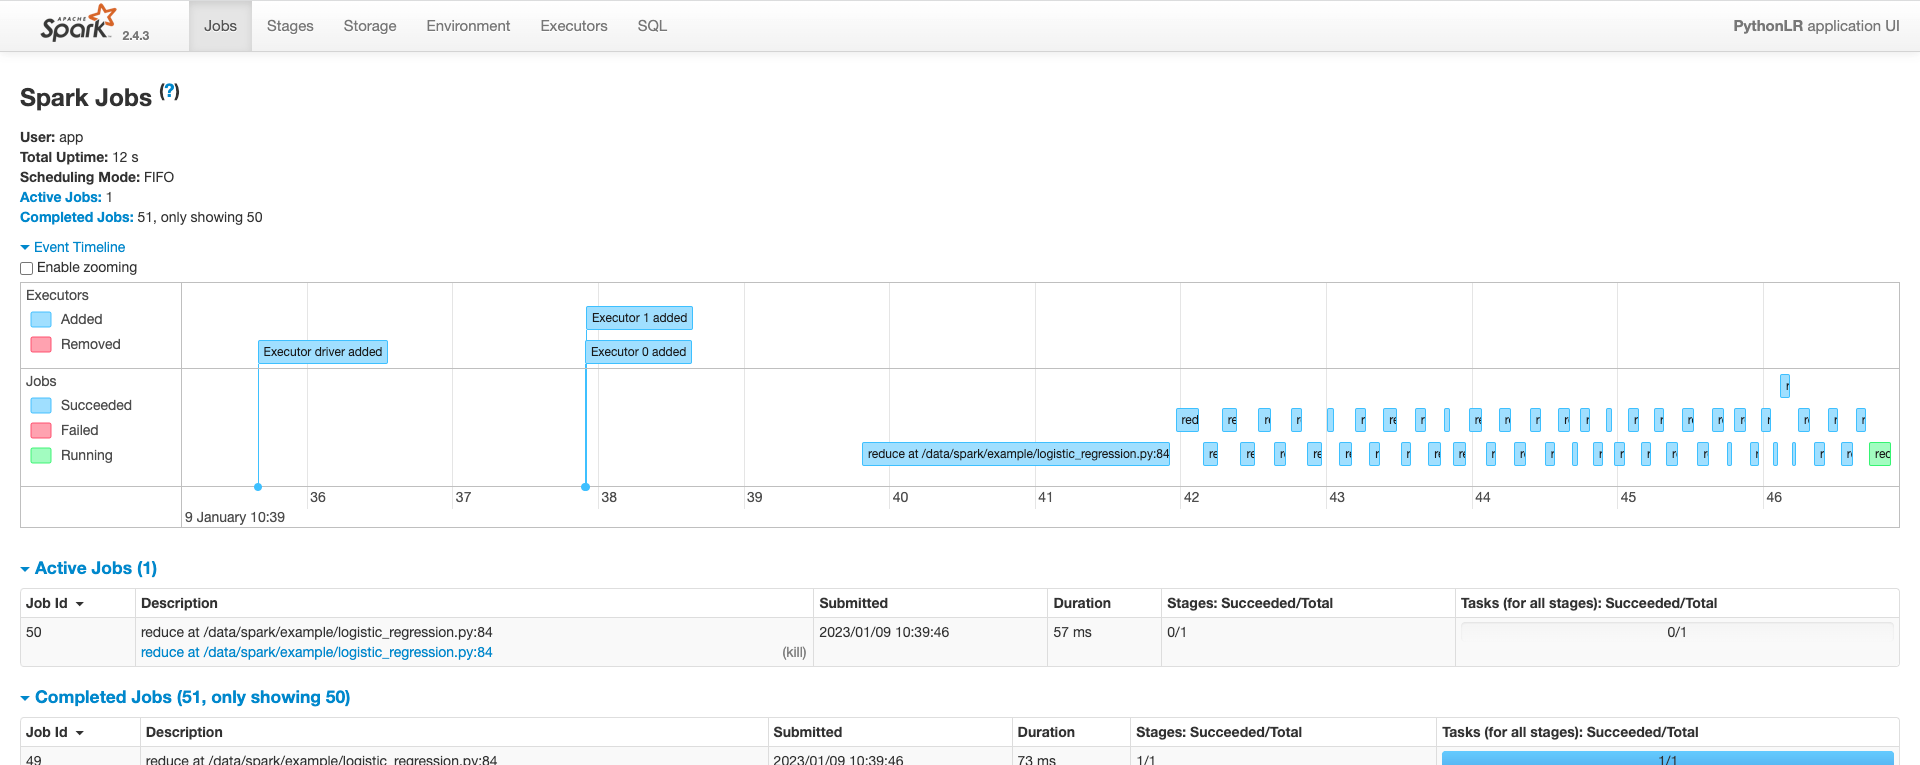 APACHE
Spark 2.4.3 Jobs Stages Storage Environment Executors SQL PythonLR application UI
Spark Jobs (?)
User: app
Total Uptime: 12 s
Scheduling Mode: FIFO
Active Jobs: 1
Completed Jobs: 51, only showing 50
Event Timeline
Enable zooming
Executors
Added
Removed
Executor 1 added
Executor driver added
Executor 0 added
Jobs
Succeeded
Failed
Running
red
reduce at /data/spark/example/logistic_regression.py:84
36 37 38 39 40 41 42 43 44 45 46
9 January 10:39
Active Jobs (1)
Job Id Description Submitted Duration Stages: Succeeded/Total Tasks (for all stages): Succeeded/Total
50 reduce at /data/spark/example/logistic_regression.py:84 2023/01/09 10:39:46 57 ms 0/1 0/1
reduce at /data/spark/example/logistic_regression.py:84 (kill)
Completed Jobs (51, only showing 50)
Job Id Description Submitted Duration Stages: Succeeded/Total Tasks (for all stages): Succeeded/Total
49 reduce at /data/spark/example/logistic_regression.py:84 2023/01/09 10:39:46 73 ms 1/1 1/1